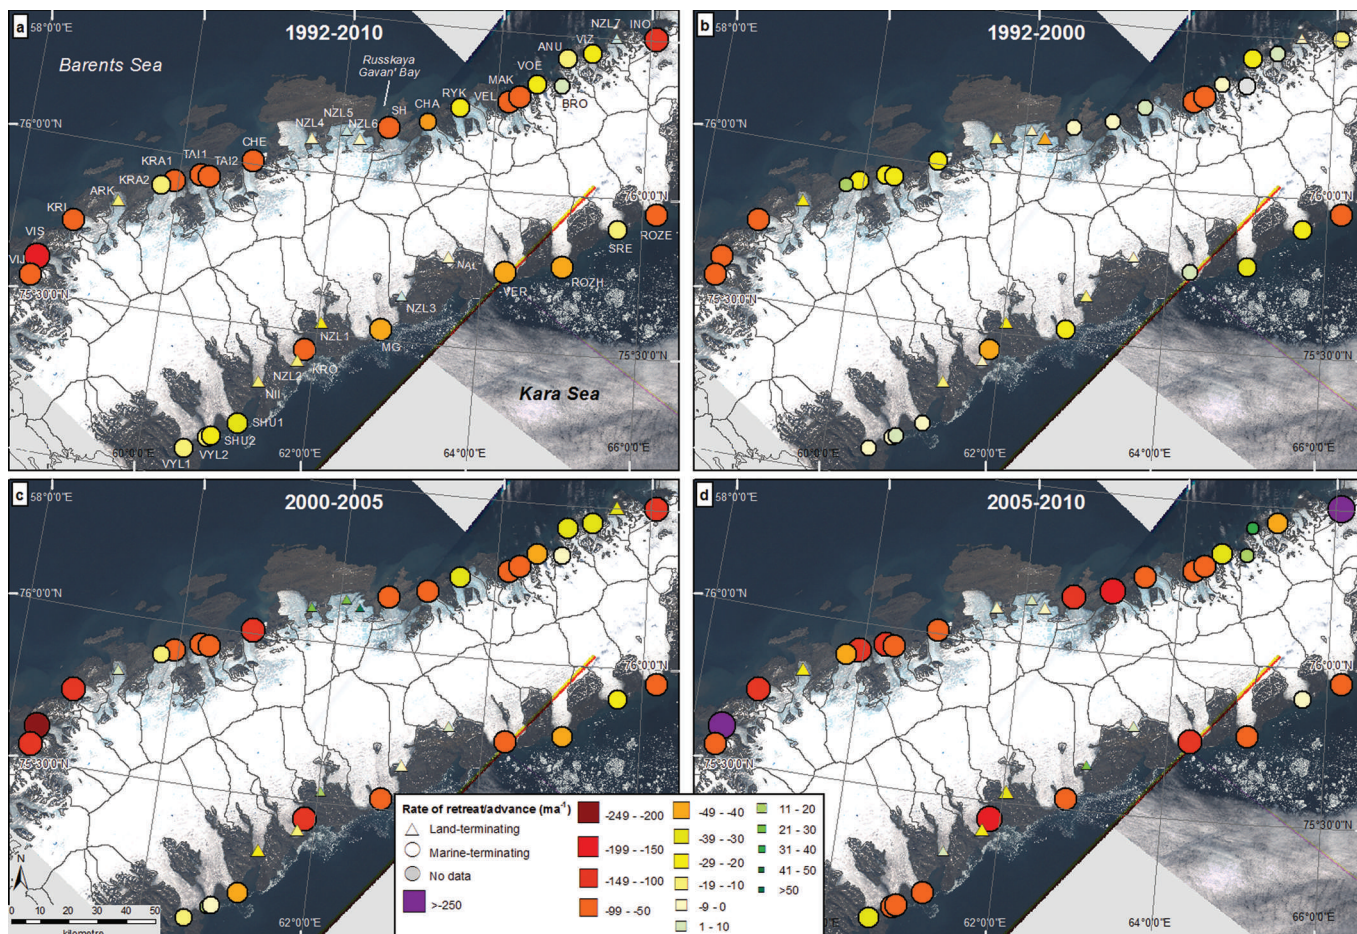 a
58°0'0"E
1992-2010
NZL7
INO
Barents Sea
Russkaya
Gavan' Bay
ANU
VIZ
VOE
MAK
BRO
RYK
VEL
CHA
SH
NZL5
NZL4
NZL6
76°0'0"N
CHE
TAI1
TAI2
KRA1
KRA2
ARK
KRI
VIS
VIJ
75°30'0"N
76°0'0"N
ROZE
SRE
ROZH
NAL
VER
NZL3
MG
NZL1
KRO
NZL2
NII
75°30'0"N
Kara Sea
SHU1
SHU2
VYL2
VYL1
60°0'0"E
62°0'0"E
64°0'0"E
66°0'0"E
b
58°0'0"E
1992-2000
76°0'0"N
76°0'0"N
75°30'0"N
75°30'0"N
60°0'0"E
62°0'0"E
64°0'0"E
66°0'0"E
c
58°0'0"E
2000-2005
76°0'0"N
76°0'0"N
75°30'0"N
62°0'0"E
N
0 10 20 30 40 50
kilometre
d
58°0'0"E
2005-2010
76°0'0"N
76°0'0"N
75°30'0"N
75°30'0"N
64°0'0"E
66°0'0"E
Rate of retreat/advance (ma⁻¹)
Land-terminating
Marine-terminating
No data
>-250
-249 - -200
-199 - -150
-149 - -100
-99 - -50
-49 - -40
-39 - -30
-29 - -20
-19 - -10
-9 - 0
1 - 10
11 - 20
21 - 30
31 - 40
41 - 50
>50